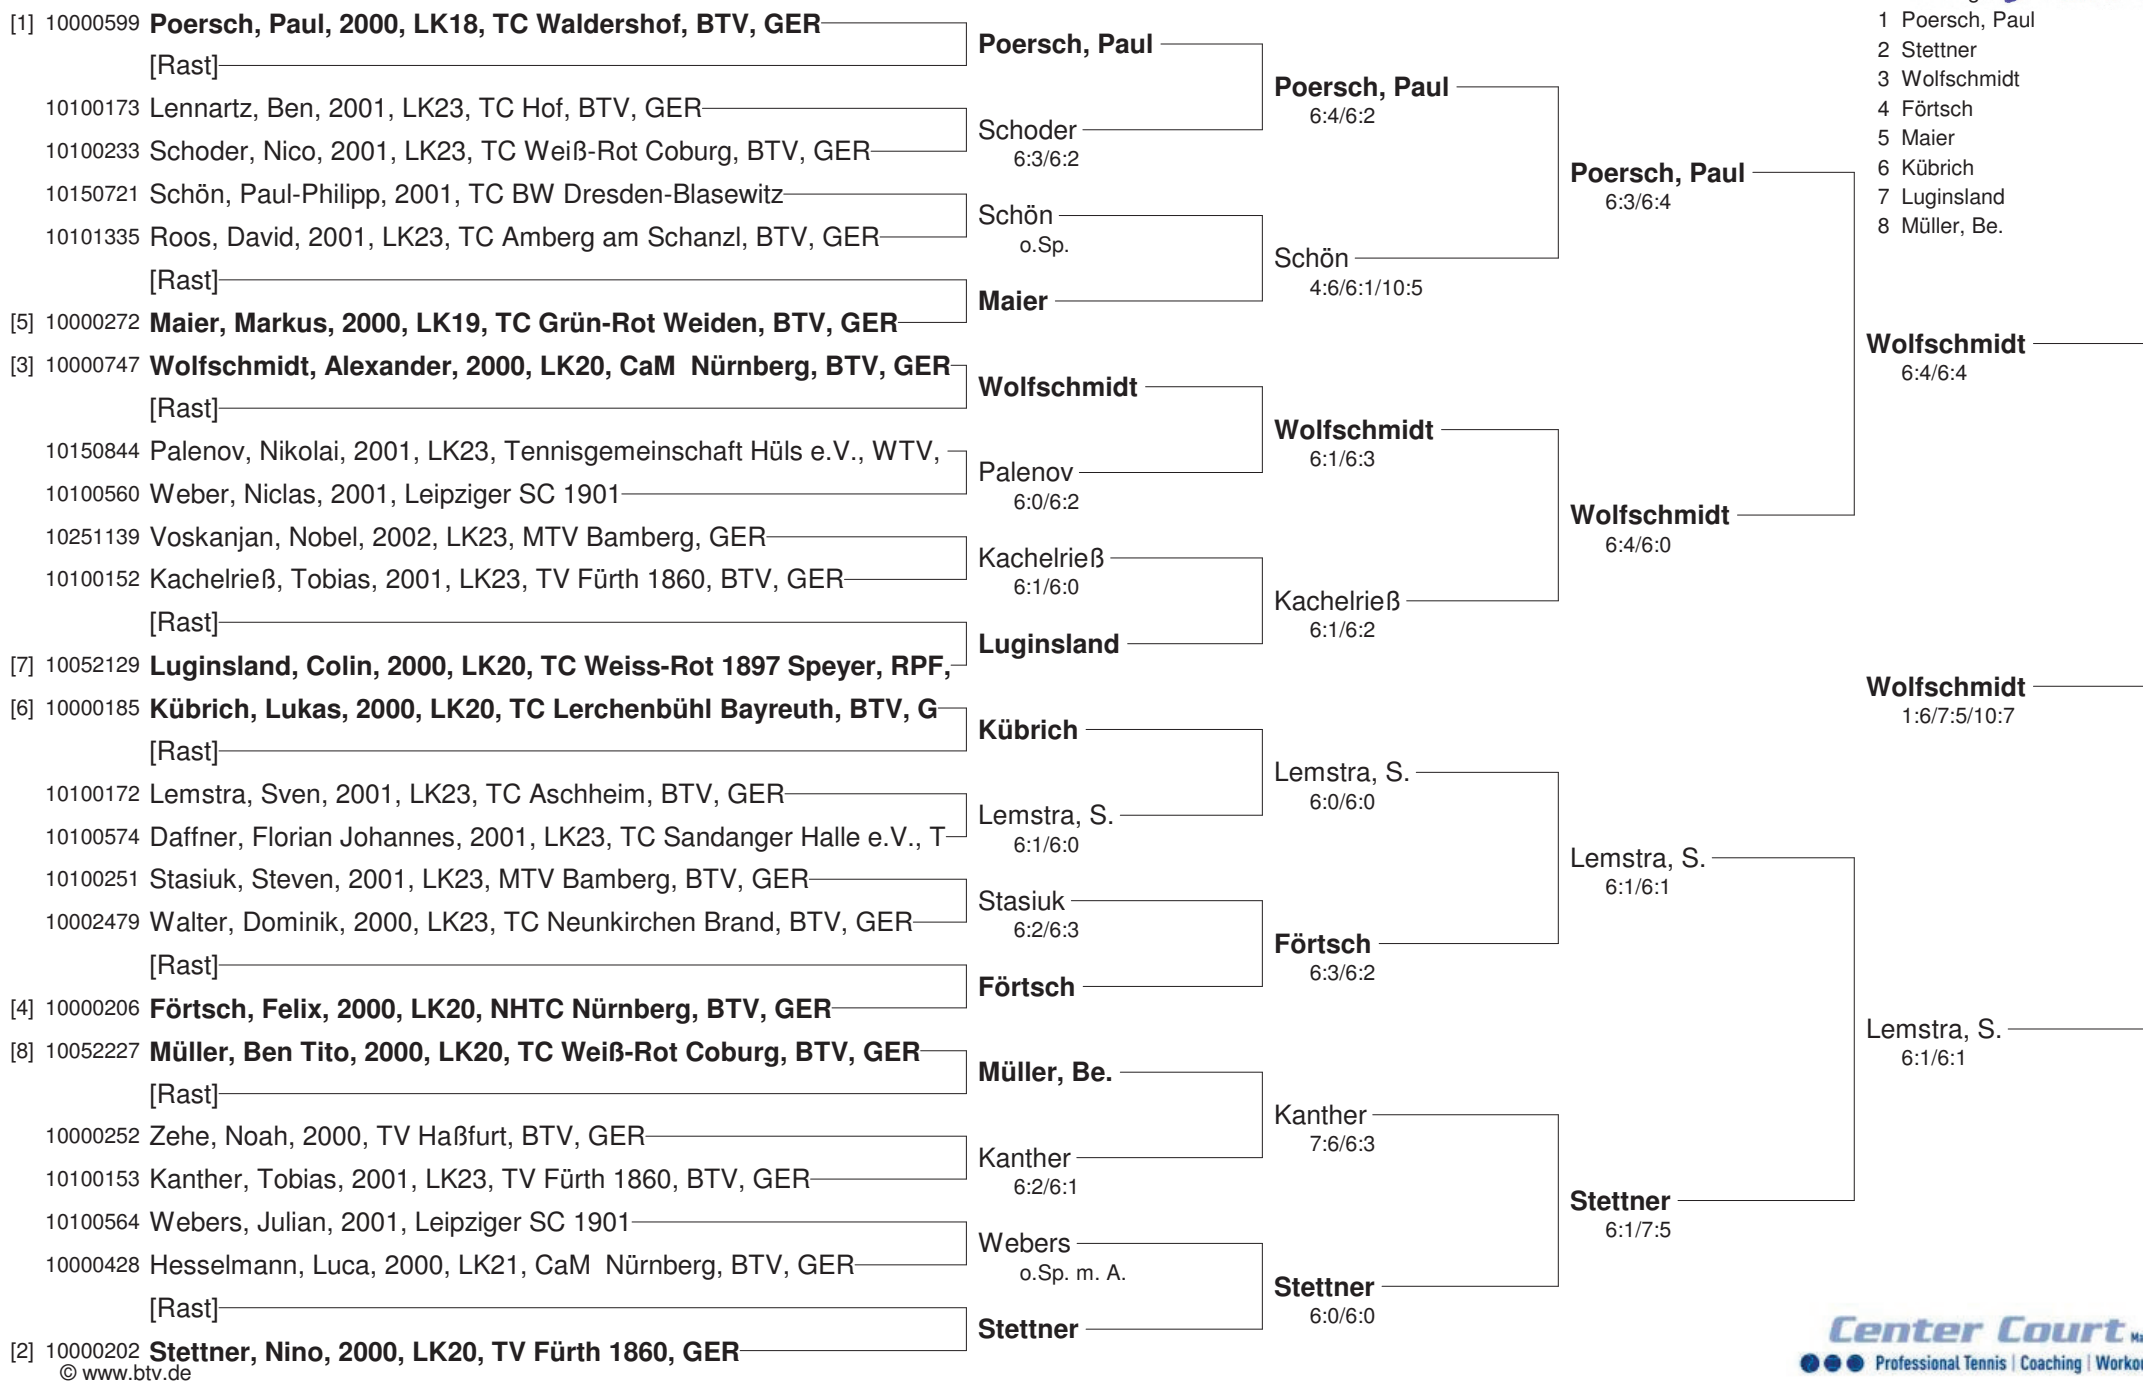 [1] 10000599 Poersch, Paul, 2000, LK18, TC Waldershof, BTV, GER
[Rast]
10100173 Lennartz, Ben, 2001, LK23, TC Hof, BTV, GER
10100233 Schoder, Nico, 2001, LK23, TC Weiß-Rot Coburg, BTV, GER
10150721 Schön, Paul-Philipp, 2001, TC BW Dresden-Blasewitz
10101335 Roos, David, 2001, LK23, TC Amberg am Schanzl, BTV, GER
[Rast]
[5] 10000272 Maier, Markus, 2000, LK19, TC Grün-Rot Weiden, BTV, GER
[3] 10000747 Wolfschmidt, Alexander, 2000, LK20, CaM Nürnberg, BTV, GER
[Rast]
10150844 Palenov, Nikolai, 2001, LK23, Tennisgemeinschaft Hüls e.V., WTV,
10100560 Weber, Niclas, 2001, Leipziger SC 1901
10251139 Voskanjan, Nobel, 2002, LK23, MTV Bamberg, GER
10100152 Kachelrieß, Tobias, 2001, LK23, TV Fürth 1860, BTV, GER
[Rast]
[7] 10052129 Luginsland, Colin, 2000, LK20, TC Weiss-Rot 1897 Speyer, RPF,
[6] 10000185 Kübrich, Lukas, 2000, LK20, TC Lerchenbühl Bayreuth, BTV, G
[Rast]
10100172 Lemstra, Sven, 2001, LK23, TC Aschheim, BTV, GER
10100574 Daffner, Florian Johannes, 2001, LK23, TC Sandanger Halle e.V., T
10100251 Stasiuk, Steven, 2001, LK23, MTV Bamberg, BTV, GER
10002479 Walter, Dominik, 2000, LK23, TC Neunkirchen Brand, BTV, GER
[Rast]
[4] 10000206 Förtsch, Felix, 2000, LK20, NHTC Nürnberg, BTV, GER
[8] 10052227 Müller, Ben Tito, 2000, LK20, TC Weiß-Rot Coburg, BTV, GER
[Rast]
10000252 Zehe, Noah, 2000, TV Haßfurt, BTV, GER
10100153 Kanther, Tobias, 2001, LK23, TV Fürth 1860, BTV, GER
10100564 Webers, Julian, 2001, Leipziger SC 1901
10000428 Hesselmann, Luca, 2000, LK21, CaM Nürnberg, BTV, GER
[Rast]
[2] 10000202 Stettner, Nino, 2000, LK20, TV Fürth 1860, GER
© www.btv.de
Poersch, Paul
Schoder
6:3/6:2
Schön
o.Sp.
Maier
Wolfschmidt
Palenov
6:0/6:2
Kachelrieß
6:1/6:0
Luginsland
Kübrich
Lemstra, S.
6:1/6:0
Stasiuk
6:2/6:3
Förtsch
Müller, Be.
Kanther
6:2/6:1
Webers
o.Sp. m. A.
Stettner
Poersch, Paul
6:4/6:2
Schön
4:6/6:1/10:5
Wolfschmidt
6:1/6:3
Kachelrieß
6:1/6:2
Lemstra, S.
6:0/6:0
Förtsch
6:3/6:2
Kanther
7:6/6:3
Stettner
6:0/6:0
Poersch, Paul
6:3/6:4
Wolfschmidt
6:4/6:0
Lemstra, S.
6:1/6:1
Stettner
6:1/7:5
1 Poersch, Paul
2 Stettner
3 Wolfschmidt
4 Förtsch
5 Maier
6 Kübrich
7 Luginsland
8 Müller, Be.
Wolfschmidt
6:4/6:4
Wolfschmidt
1:6/7:5/10:7
Lemstra, S.
6:1/6:1
Center Court
Professional Tennis | Coaching | Workou